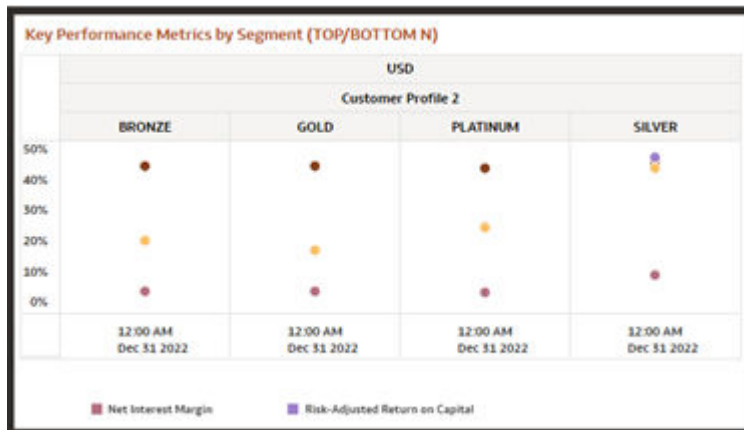 Key Performance Metrics by Segment (TOP/BOTTOM N)
USD
Customer Profile 2
BRONZE GOLD PLATINUM SILVER
50%
40%
30%
20%
10%
0%
12:00 AM 12:00 AM 12:00 AM 12:00 AM
Dec 31 2022 Dec 31 2022 Dec 31 2022 Dec 31 2022
Net Interest Margin Risk-Adjusted Return on Capital